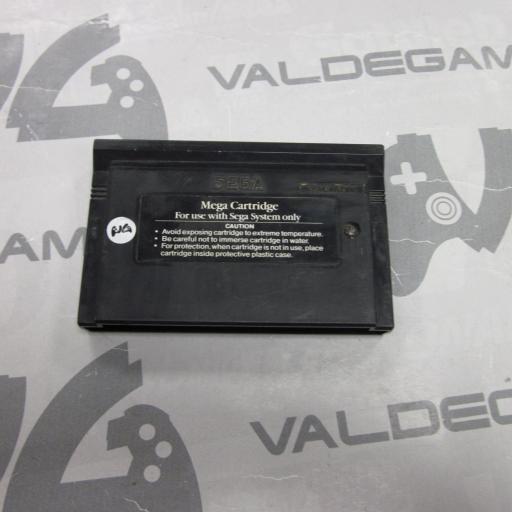 VALDEGAM
SEGA
Mega Cartridge
For use with Sega System only
CAUTION
• Avoid exposing cartridge to extreme temperature.
• Be careful not to immerse cartridge in water.
• For protection, when cartridge is not in use, place
cartridge inside protective plastic case.
VALDEGA